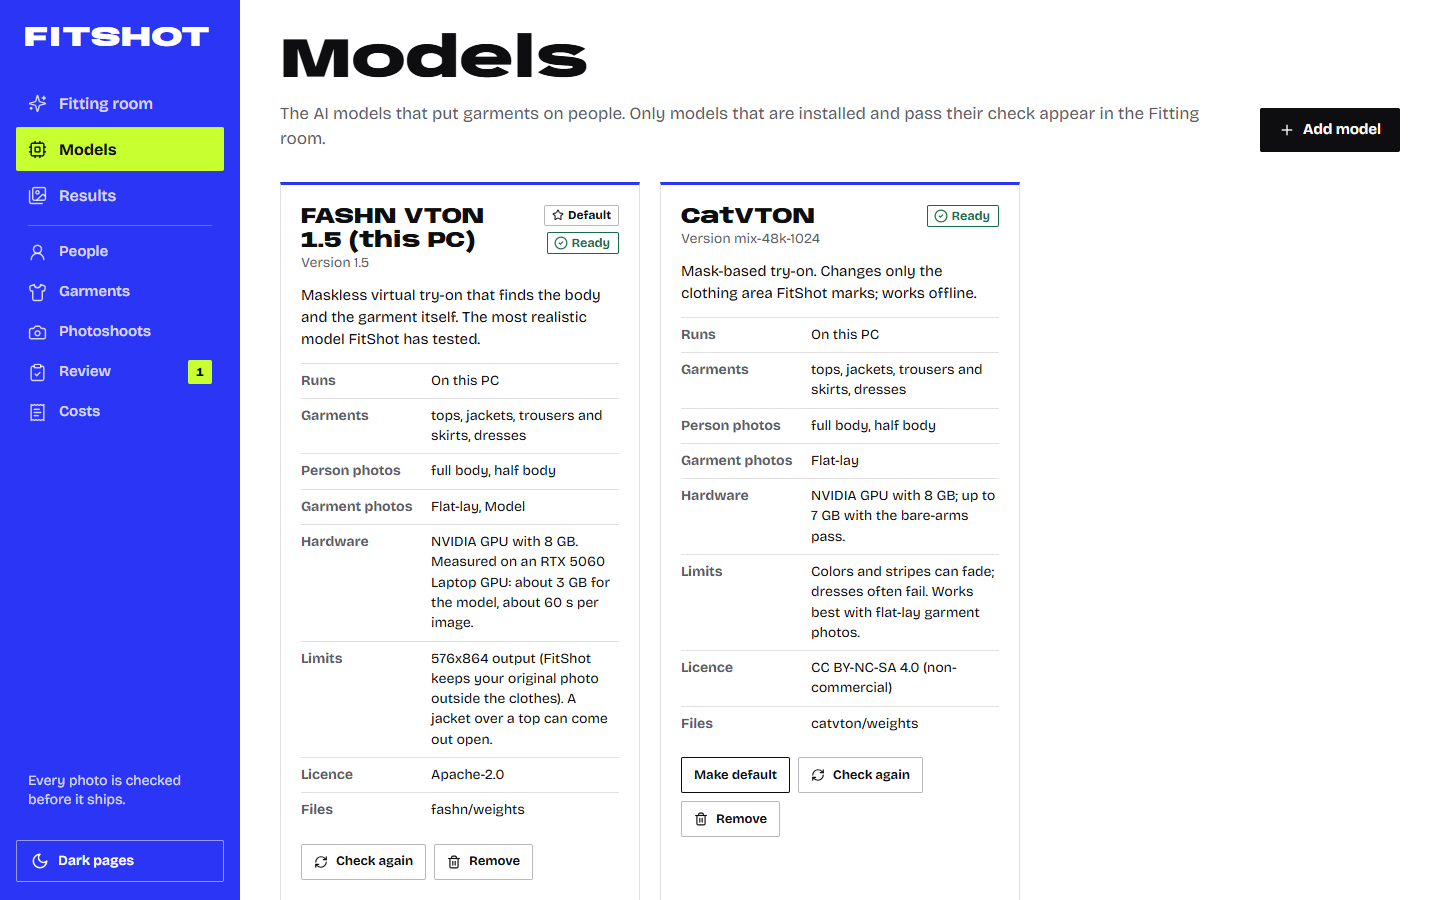 FITSHOT
Fitting room
Models
Results
People
Garments
Photoshoots
Review
1
Costs
Every photo is checked
before it ships.
Dark pages
Models
The AI models that put garments on people. Only models that are installed and pass their check appear in the Fitting
room.
Add model
FASHN VTON
1.5 (this PC)
Default
Ready
Version 1.5
Maskless virtual try-on that finds the body
and the garment itself. The most realistic
model FitShot has tested.
Runs
On this PC
Garments
tops, jackets, trousers and
skirts, dresses
Person photos
full body, half body
Garment photos
Flat-lay, Model
Hardware
NVIDIA GPU with 8 GB.
Measured on an RTX 5060
Laptop GPU: about 3 GB for
the model, about 60 s per
image.
Limits
576x864 output (FitShot
keeps your original photo
outside the clothes). A
jacket over a top can come
out open.
Licence
Apache-2.0
Files
fashn/weights
Check again
Remove
CatVTON
Ready
Version mix-48k-1024
Mask-based try-on. Changes only the
clothing area FitShot marks; works offline.
Runs
On this PC
Garments
tops, jackets, trousers and
skirts, dresses
Person photos
full body, half body
Garment photos
Flat-lay
Hardware
NVIDIA GPU with 8 GB; up to
7 GB with the bare-arms
pass.
Limits
Colors and stripes can fade;
dresses often fail. Works
best with flat-lay garment
photos.
Licence
CC BY-NC-SA 4.0 (non-
commercial)
Files
catvton/weights
Make default
Check again
Remove